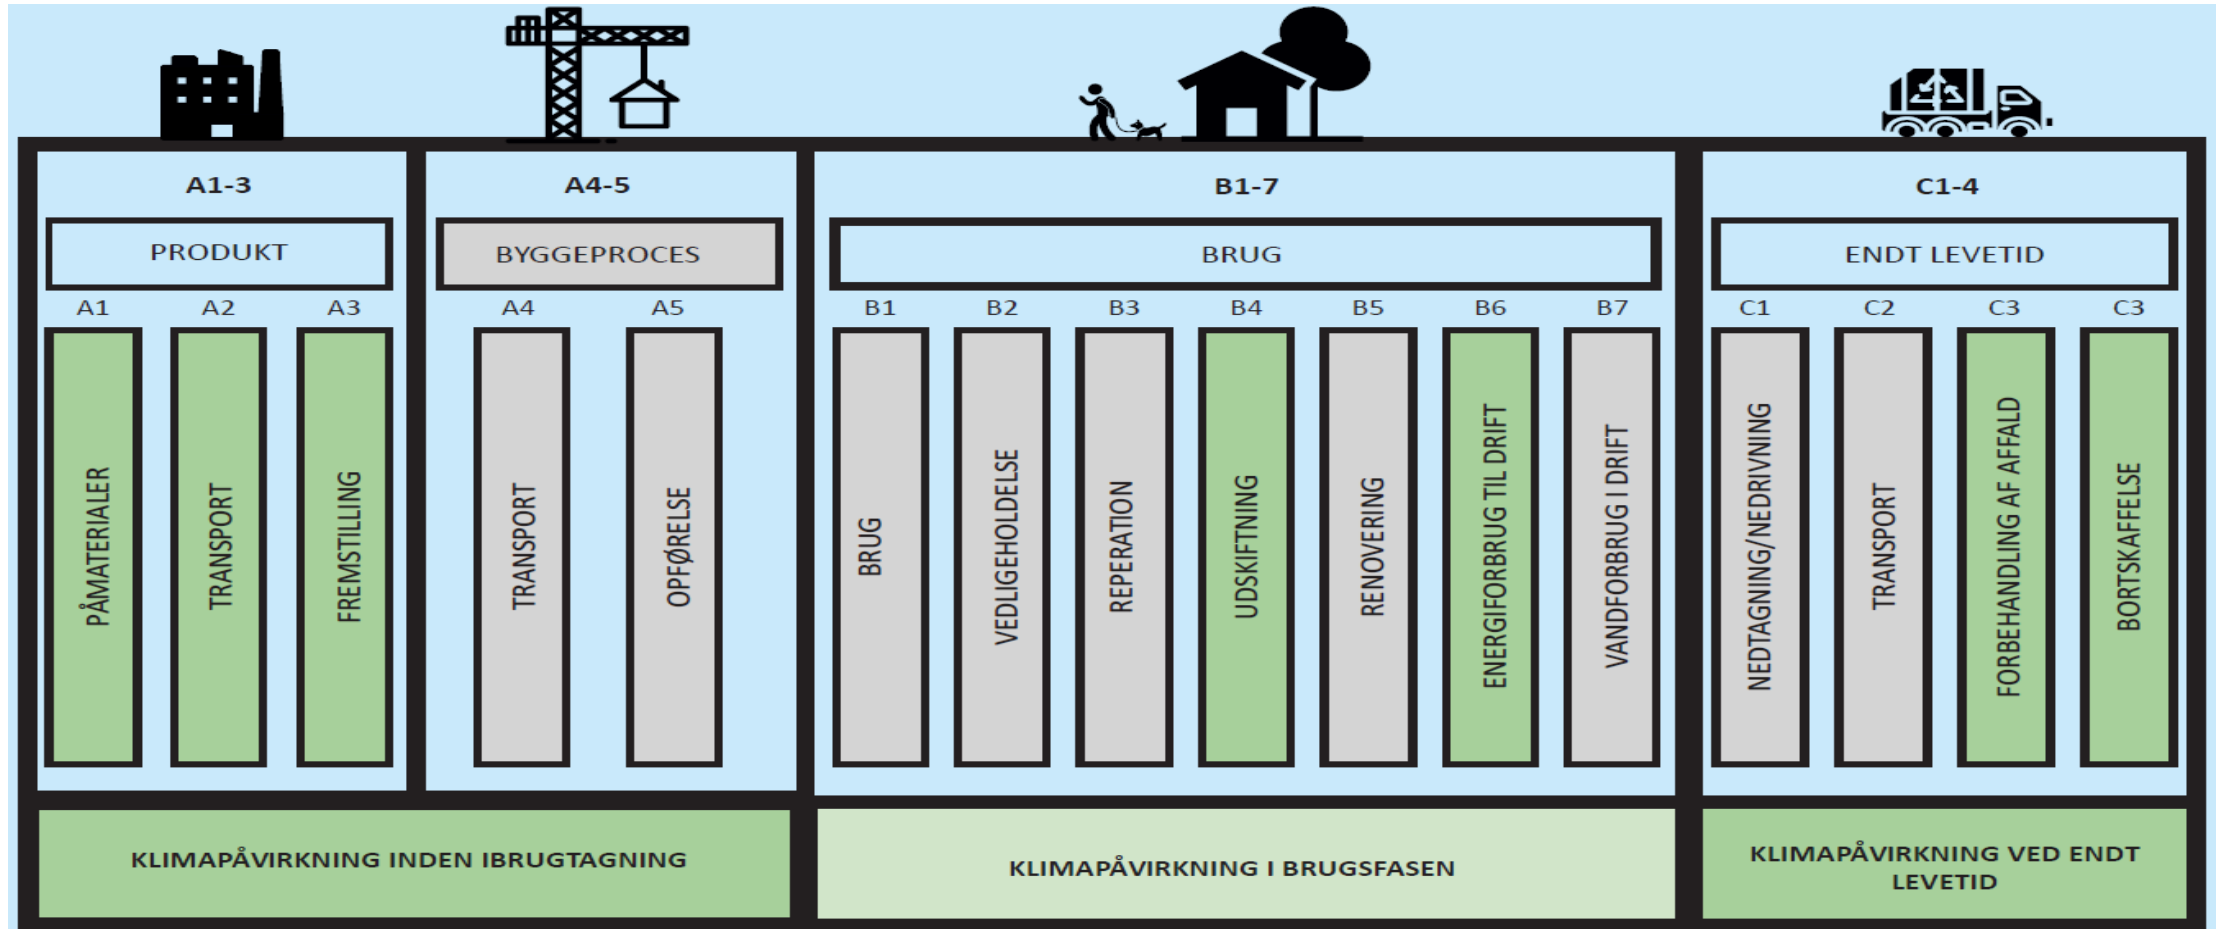 A1-3
A4-5
B1-7
C1-4
PRODUKT
BYGGEPROCES
BRUG
ENDT LEVETID
A1
A2
A3
A4
A5
B1
B2
B3
B4
B5
B6
B7
C1
C2
C3
C3
PÅMATERIALER
TRANSPORT
FREMSTILLING
TRANSPORT
OPFØRELSE
BRUG
VEDLIGEHOLDELSE
REPERATION
UDSKIFTNING
RENOVERING
ENERGIFORBRUG TIL DRIFT
VANDFORBRUG I DRIFT
NEDTAGNING/NEDRIVNING
TRANSPORT
FORBEHANDLING AF AFFALD
BORTSKAFFELSE
KLIMAPÅVIRKNING INDEN IBRUGTAGNING
KLIMAPÅVIRKNING I BRUGSFASEN
KLIMAPÅVIRKNING VED ENDT
LEVETID